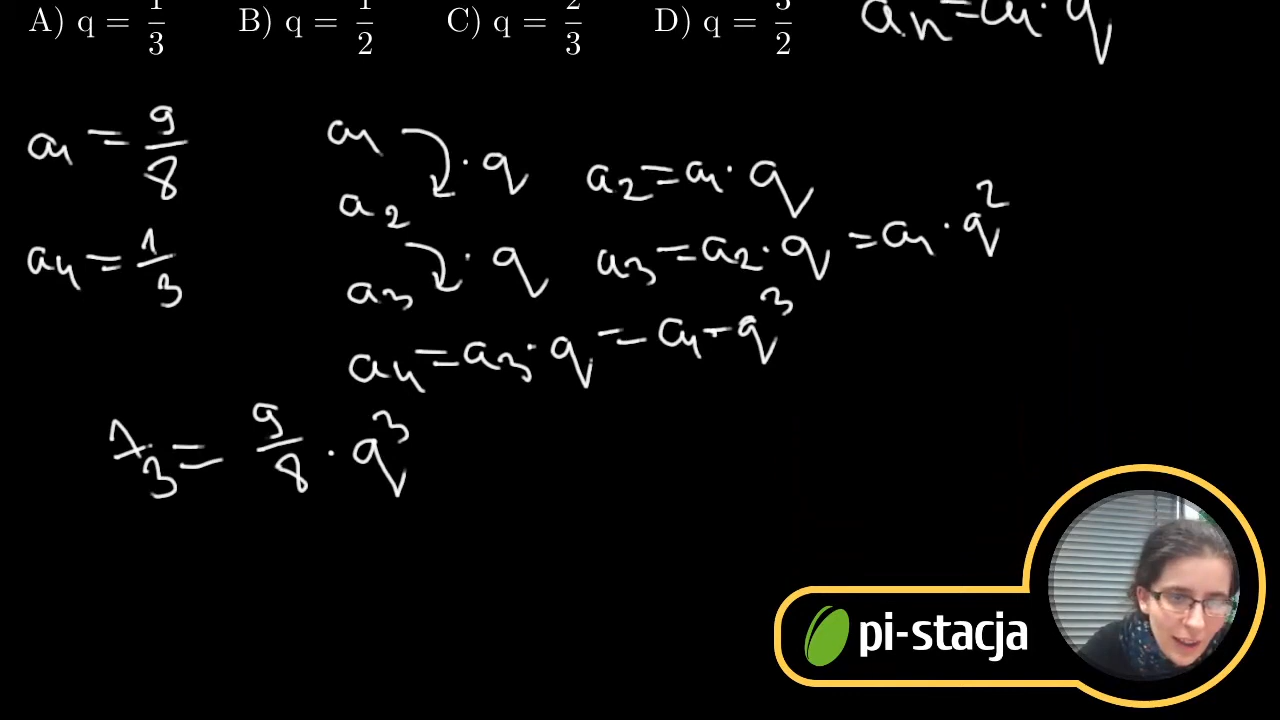 A) q = 1/3 B) q = 1/2 C) q = 2/3 D) q = 3/2
aₙ = a₁ · q
a₁ = 9/8
a₄ = 1/3
a₁ · q
a₂
a₂ = a₁ · q
· q
a₃
a₃ = a₂ · q = a₁ · q²
a₄ = a₃ · q = a₁ · q³
1/3 = 9/8 · q³
pi-stacja